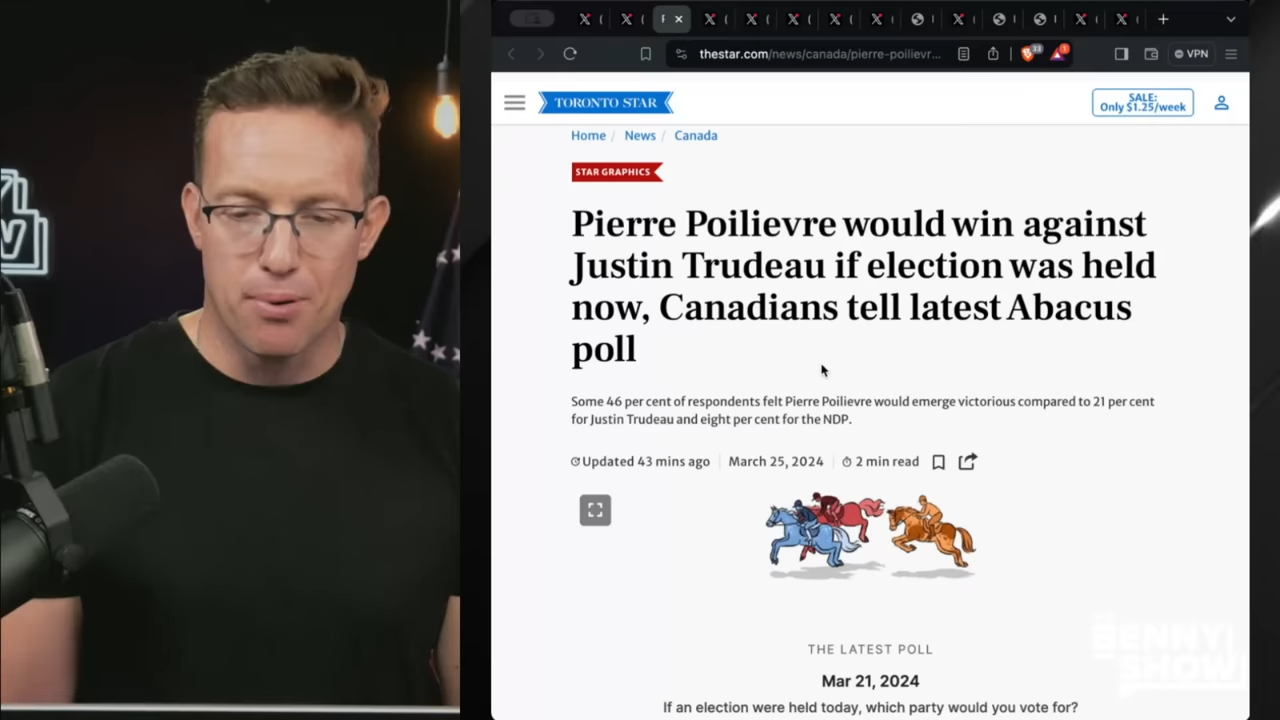 thestar.com/news/canada/pierre-poilievr...
33
1
VPN
TORONTO STAR
SALE:
Only $1.25/week
Home / News / Canada
STAR GRAPHICS
Pierre Poilievre would win against
Justin Trudeau if election was held
now, Canadians tell latest Abacus
poll
Some 46 per cent of respondents felt Pierre Poilievre would emerge victorious compared to 21 per cent
for Justin Trudeau and eight per cent for the NDP.
Updated 43 mins ago
March 25, 2024
2 min read
THE LATEST POLL
Mar 21, 2024
If an election were held today, which party would you vote for?
BENNY
SHOW